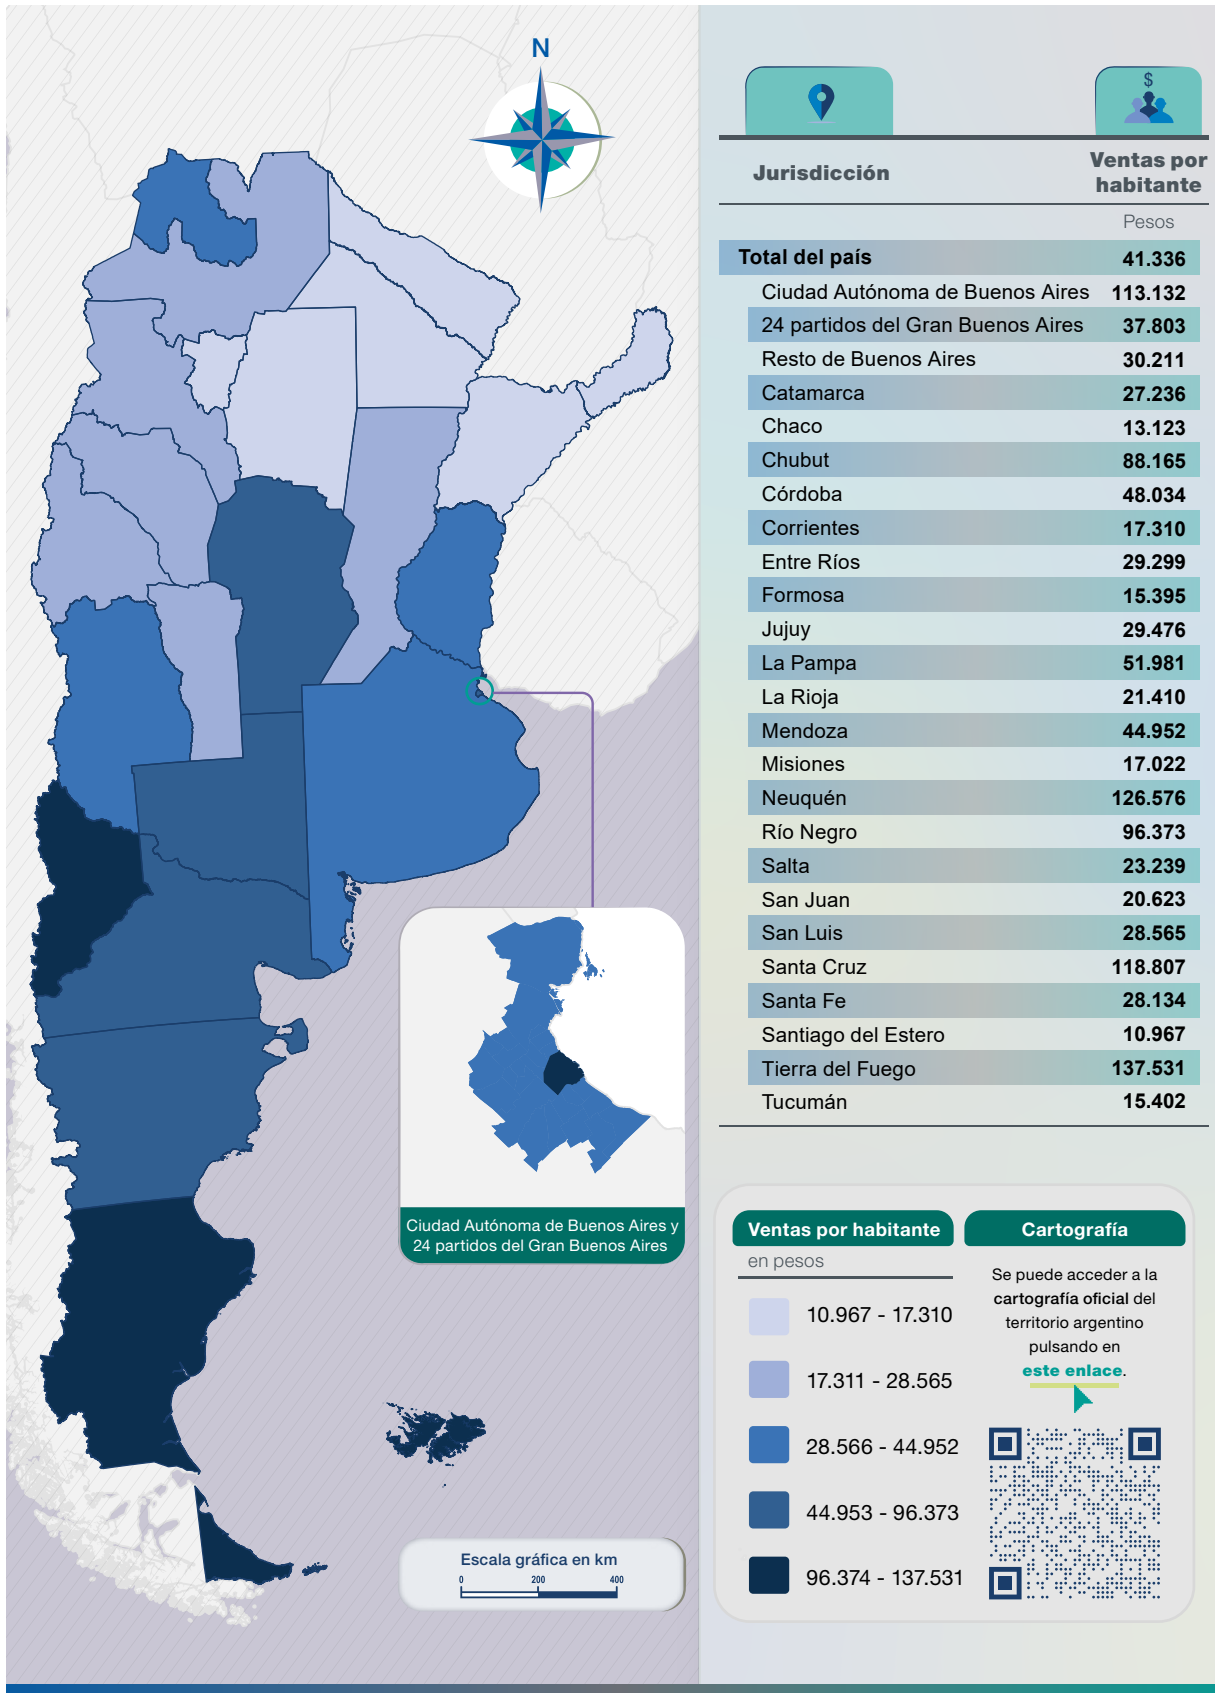 N
$
Jurisdicción
Ventas por
habitante
Pesos
Total del país 41.336
Ciudad Autónoma de Buenos Aires 113.132
24 partidos del Gran Buenos Aires 37.803
Resto de Buenos Aires 30.211
Catamarca 27.236
Chaco 13.123
Chubut 88.165
Córdoba 48.034
Corrientes 17.310
Entre Ríos 29.299
Formosa 15.395
Jujuy 29.476
La Pampa 51.981
La Rioja 21.410
Mendoza 44.952
Misiones 17.022
Neuquén 126.576
Río Negro 96.373
Salta 23.239
San Juan 20.623
San Luis 28.565
Santa Cruz 118.807
Santa Fe 28.134
Santiago del Estero 10.967
Tierra del Fuego 137.531
Tucumán 15.402
Ciudad Autónoma de Buenos Aires y
24 partidos del Gran Buenos Aires
Escala gráfica en km
0 200 400
Ventas por habitante
en pesos
10.967 - 17.310
17.311 - 28.565
28.566 - 44.952
44.953 - 96.373
96.374 - 137.531
Cartografía
Se puede acceder a la
cartografía oficial del
territorio argentino
pulsando en
este enlace.